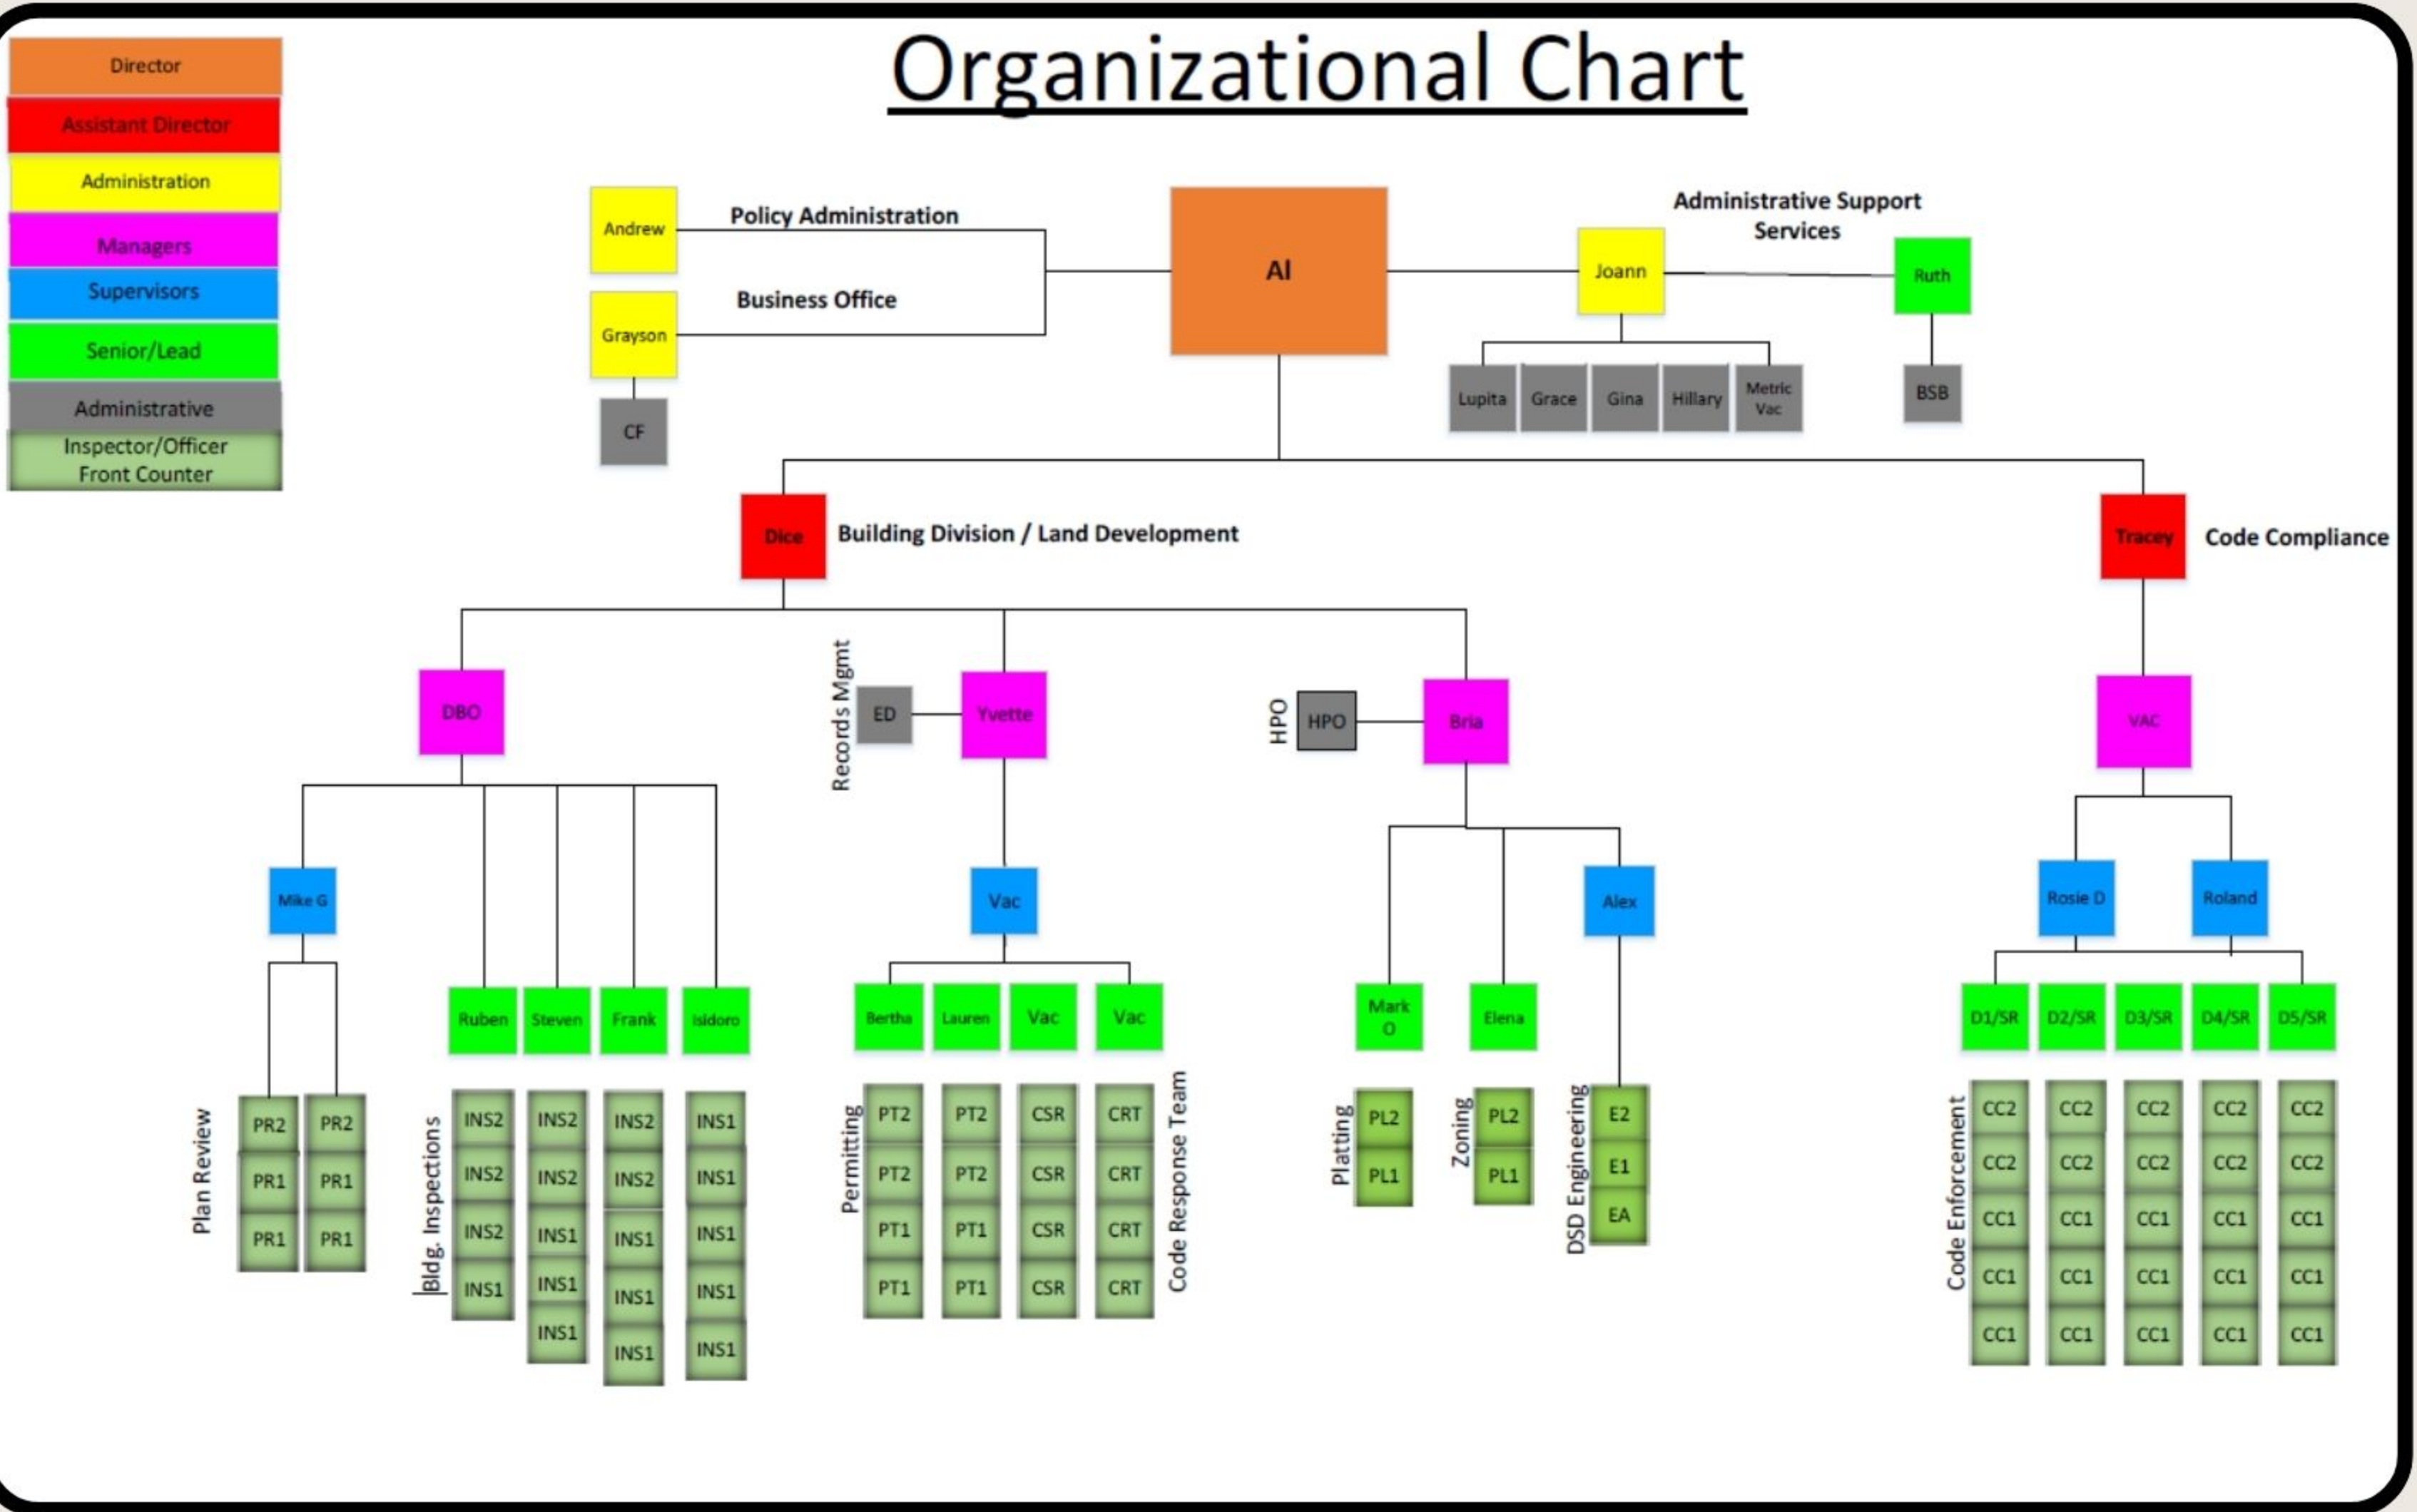 Organizational Chart
Director
Assistant Director
Administration
Managers
Supervisors
Senior/Lead
Administrative
Inspector/Officer
Front Counter
Andrew
Policy Administration
Grayson
Business Office
CF
Al
Joann
Administrative Support
Services
Ruth
Lupita
Grace
Gina
Hillary
Metric
Vac
BSB
Dice
Building Division / Land Development
Tracey
Code Compliance
DBO
Records Mgmt
ED
Yvette
HPO
HPO
Bria
VAC
Mike G
Vac
Alex
Rosie D
Roland
Ruben
Steven
Frank
Isidoro
Bertha
Lauren
Vac
Vac
Mark
O
Elena
D1/SR
D2/SR
D3/SR
D4/SR
D5/SR
Plan Review
PR2
PR1
PR1
PR2
PR1
PR1
Bldg. Inspections
INS2
INS2
INS2
INS1
INS2
INS2
INS1
INS1
INS1
INS2
INS2
INS1
INS1
INS1
INS1
INS1
INS1
INS1
INS1
Permitting
PT2
PT2
PT1
PT1
PT2
PT2
PT1
PT1
CSR
CSR
CSR
CSR
CRT
CRT
CRT
CRT
Code Response Team
Platting
PL2
PL1
Zoning
PL2
PL1
DSD Engineering
E2
E1
EA
Code Enforcement
CC2
CC2
CC1
CC1
CC1
CC2
CC2
CC1
CC1
CC1
CC2
CC2
CC1
CC1
CC1
CC2
CC2
CC1
CC1
CC1
CC2
CC2
CC1
CC1
CC1